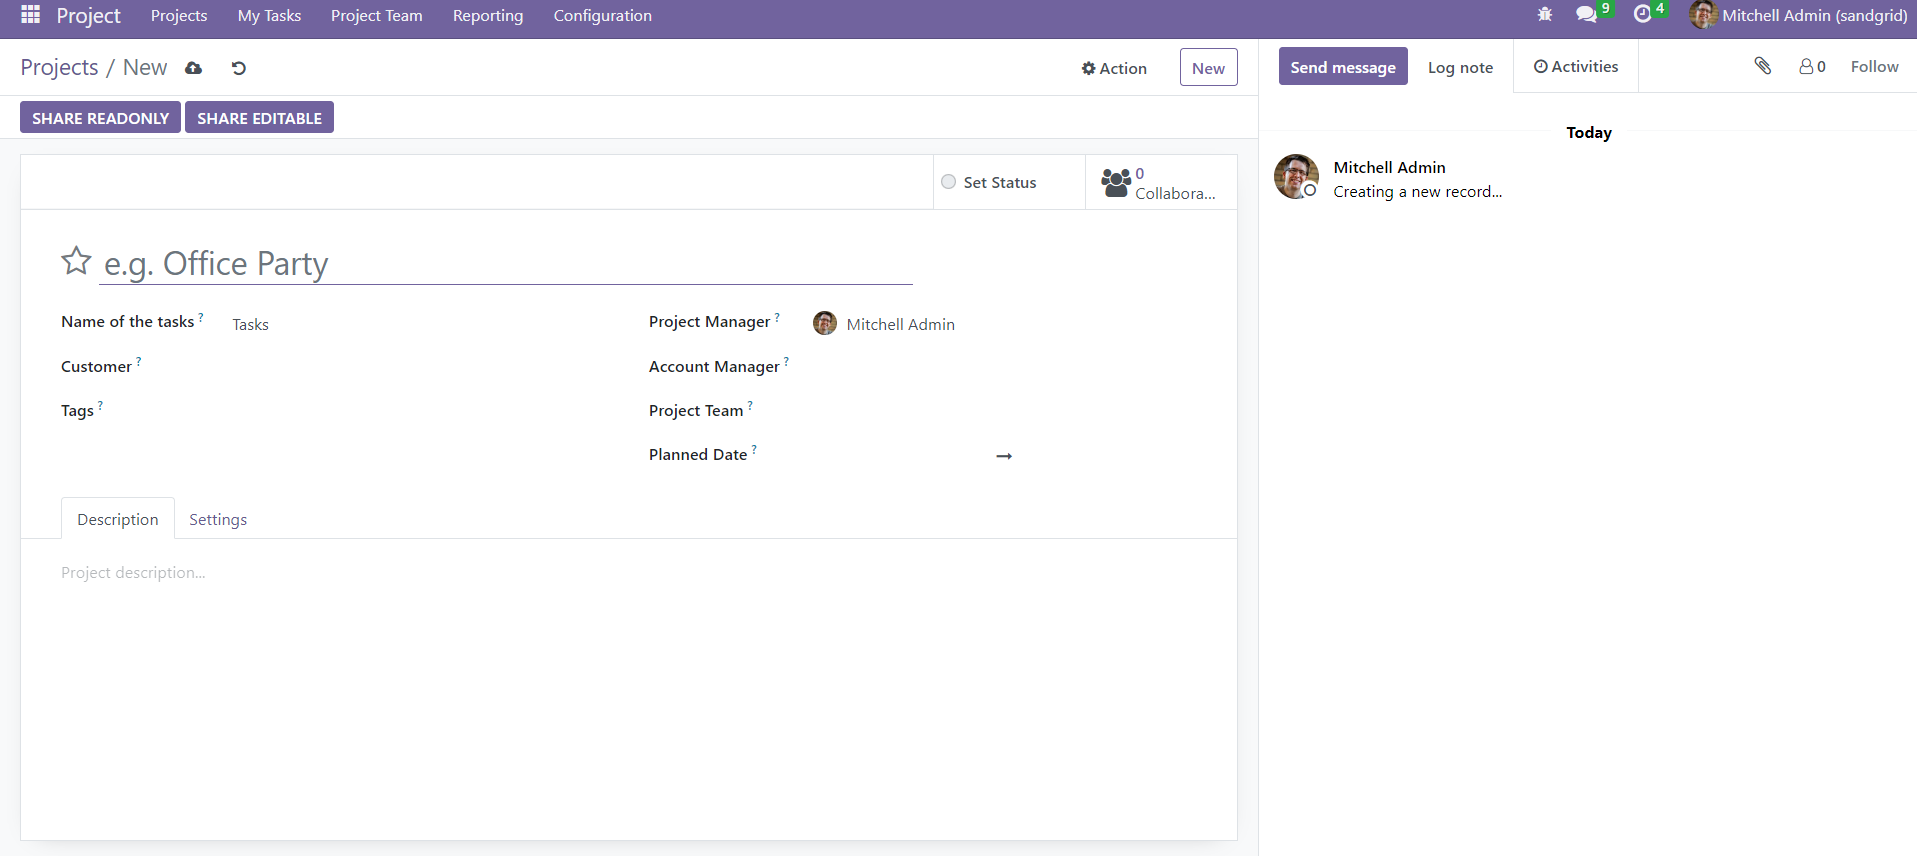 Project Projects My Tasks Project Team Reporting Configuration 9 4 Mitchell Admin (sandgrid)
Projects / New Action New
SHARE READONLY SHARE EDITABLE
Set Status 0 Collabora...
e.g. Office Party
Name of the tasks ? Tasks
Customer ?
Tags ?
Project Manager ? Mitchell Admin
Account Manager ?
Project Team ?
Planned Date ?
Description Settings
Project description...
Send message Log note Activities 0 Follow
Today
Mitchell Admin
Creating a new record...